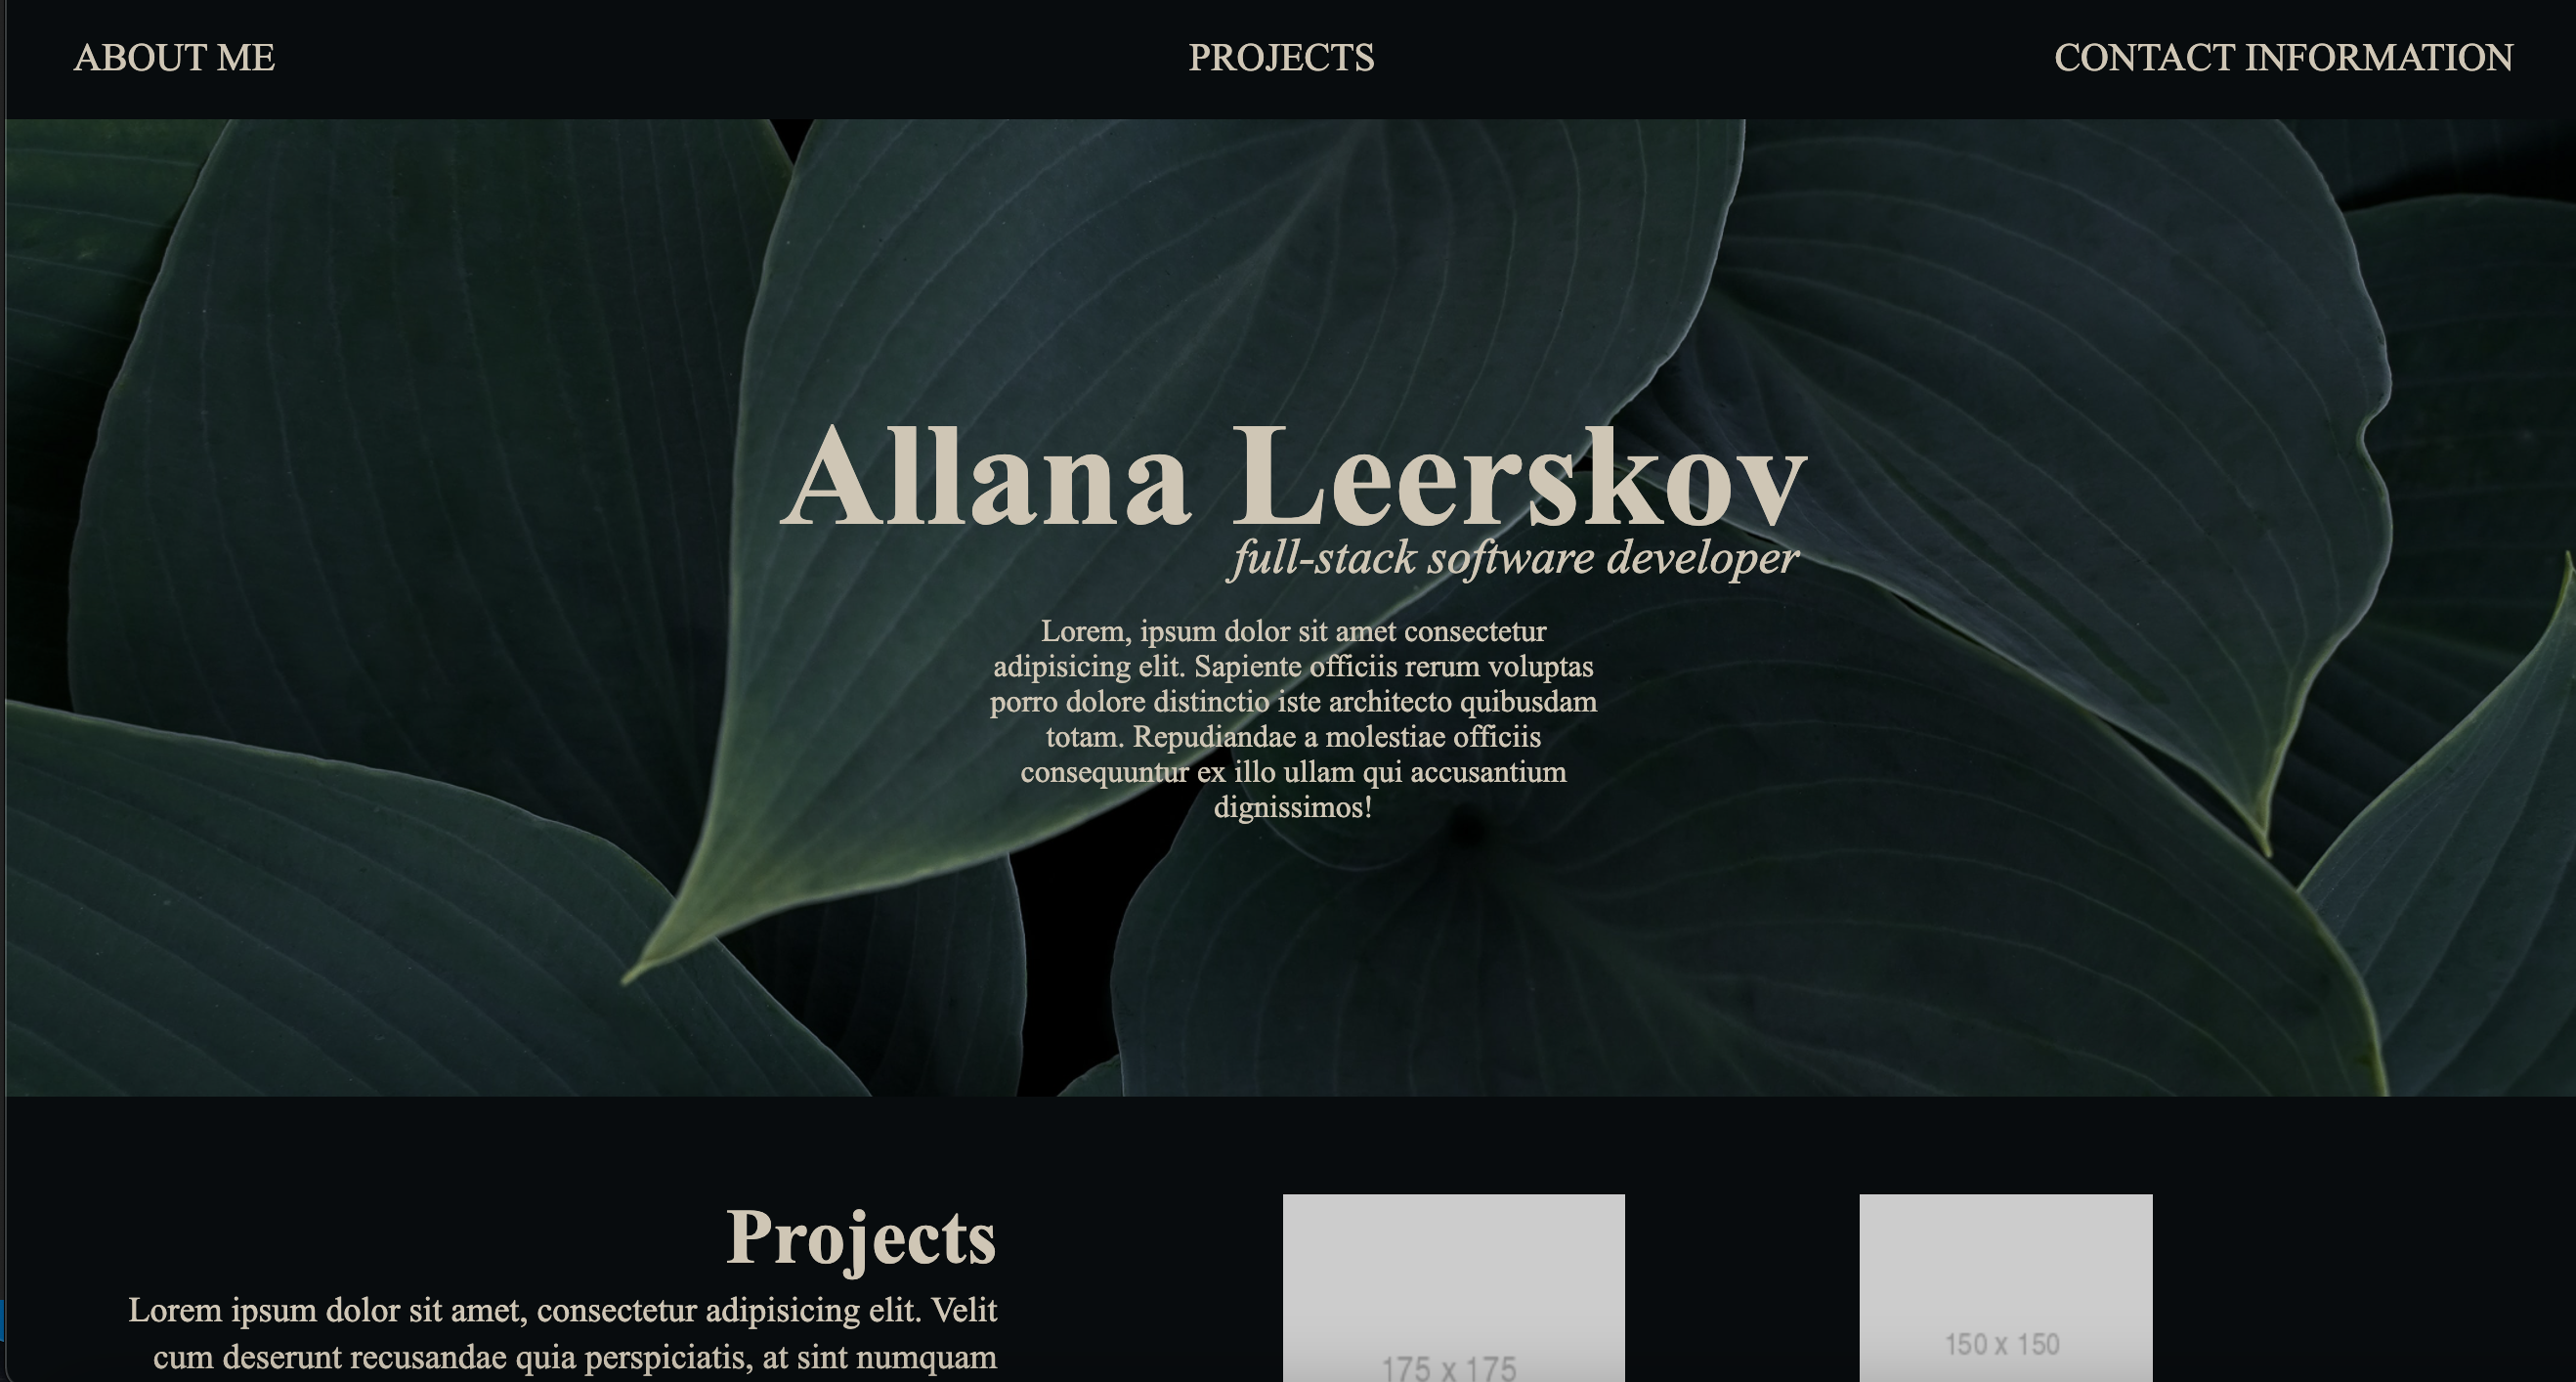 ABOUT ME
PROJECTS
CONTACT INFORMATION
Allana Leerskov
full-stack software developer
Lorem, ipsum dolor sit amet consectetur
adipisicing elit. Sapiente officiis rerum voluptas
porro dolore distinctio iste architecto quibusdam
totam. Repudiandae a molestiae officiis
consequuntur ex illo ullam qui accusantium
dignissimos!
Projects
Lorem ipsum dolor sit amet, consectetur adipisicing elit. Velit
cum deserunt recusandae quia perspiciatis, at sint numquam
175 x 175
150 x 150